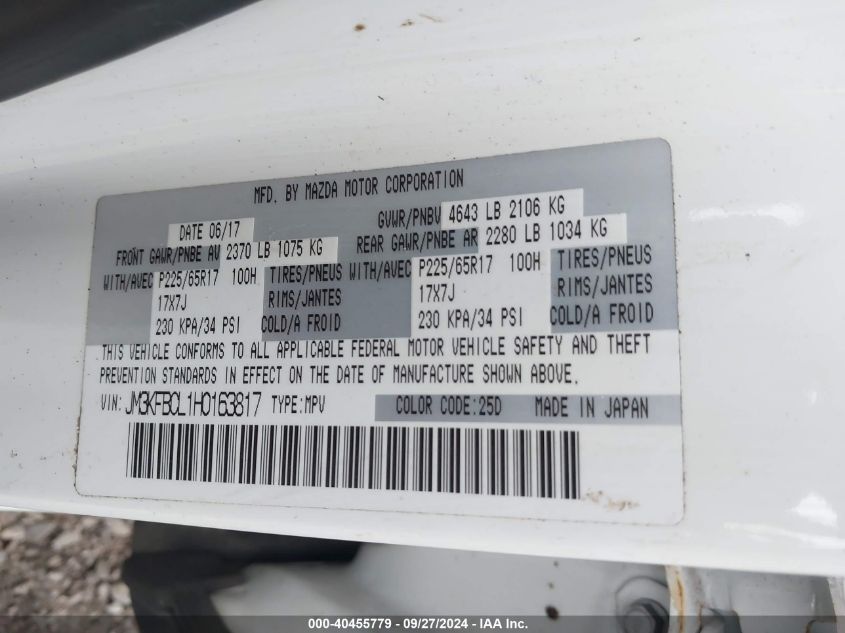 MFD. BY MAZDA MOTOR CORPORATION
DATE 06/17 GVWR/PNBV 4643 LB 2106 KG
FRONT GAWR/PNBE AV 2370 LB 1075 KG REAR GAWR/PNBE AR 2280 LB 1034 KG
WITH/AVEC P225/65R17 100H TIRES/PNEUS WITH/AVEC P225/65R17 100H TIRES/PNEUS
17X7J RIMS/JANTES 17X7J RIMS/JANTES
230 KPA/34 PSI COLD/A FROID 230 KPA/34 PSI COLD/A FROID
THIS VEHICLE CONFORMS TO ALL APPLICABLE FEDERAL MOTOR VEHICLE SAFETY AND THEFT
PREVENTION STANDARDS IN EFFECT ON THE DATE OF MANUFACTURE SHOWN ABOVE.
VIN: JM3KFBCL1H0163817 TYPE:MPV COLOR CODE:25D MADE IN JAPAN
000-40455779 - 09/27/2024 - IAA Inc.